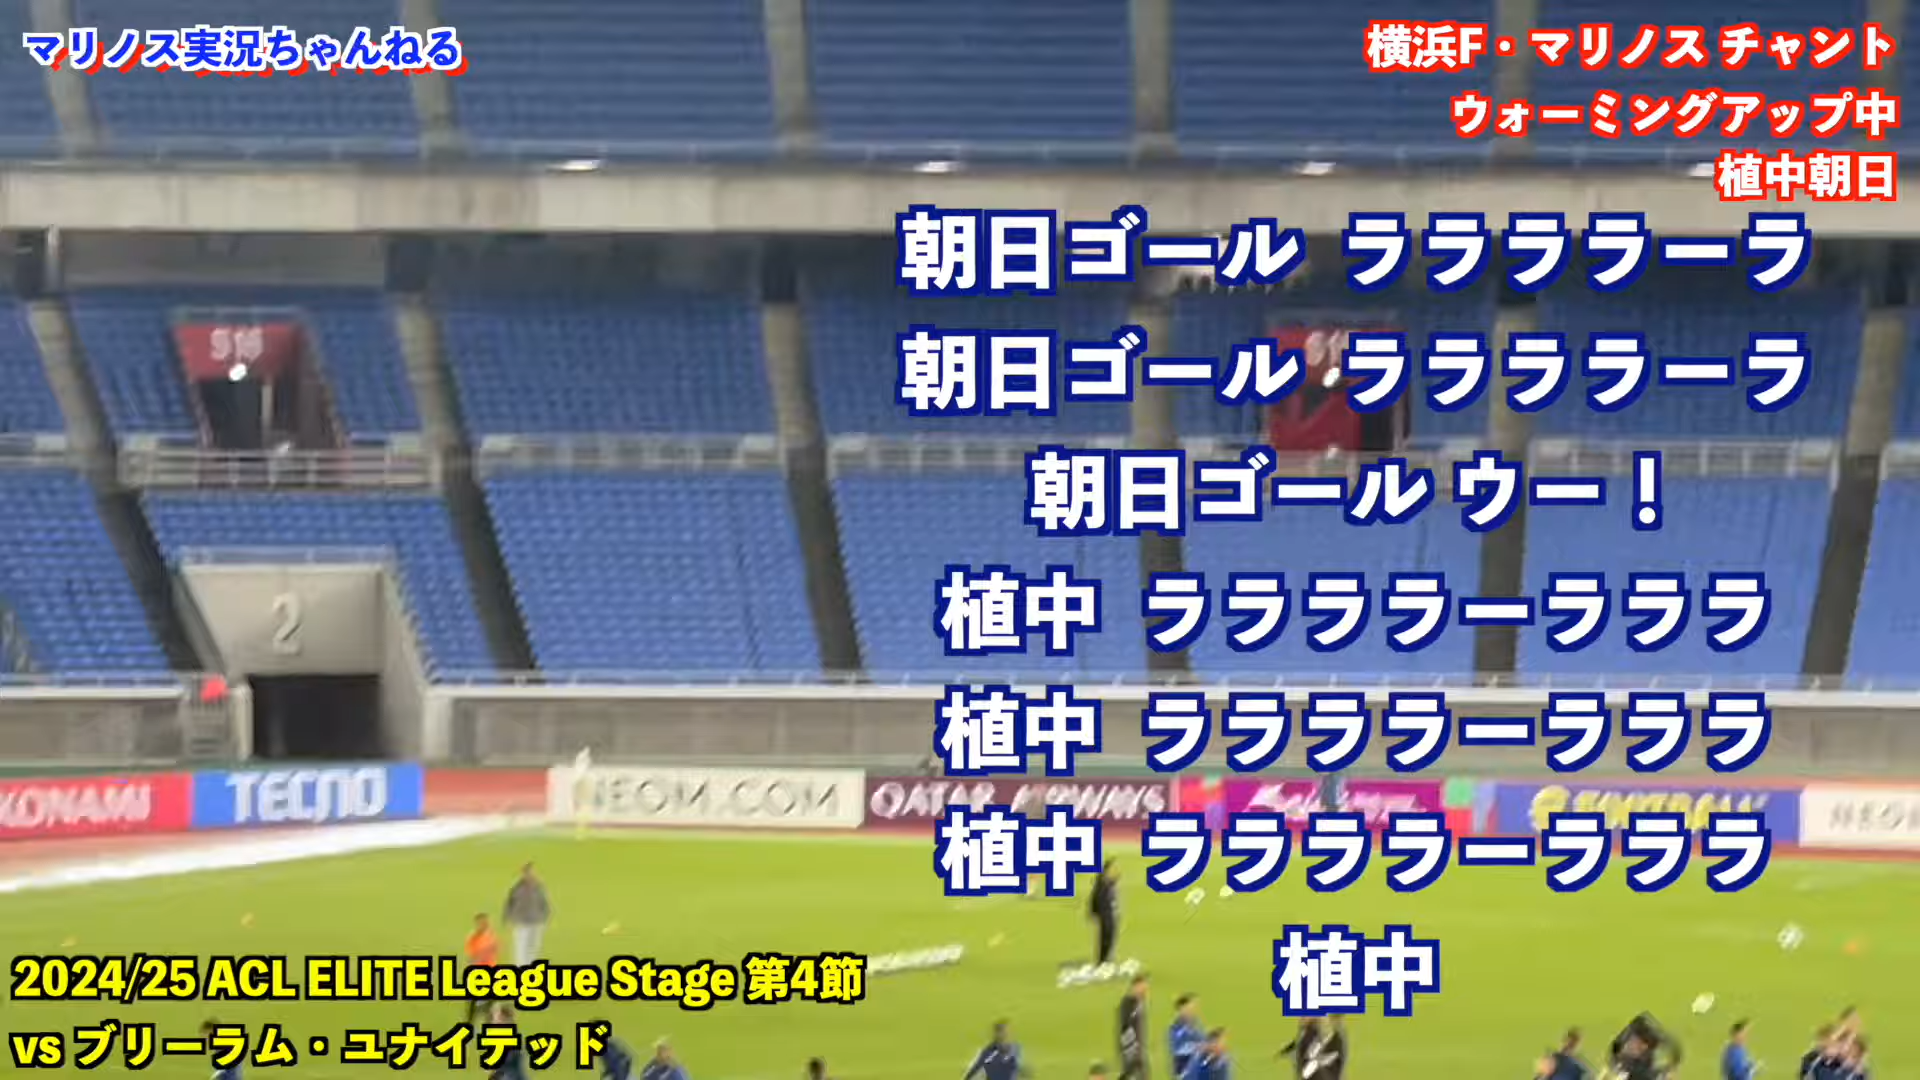 マリノス実況ちゃんねる
横浜F・マリノス チャント
ウォーミングアップ中
植中朝日
朝日ゴール ララララーラ
朝日ゴール ララララーラ
朝日ゴール ウー！
植中 ララララーラララ
植中 ララララーラララ
植中 ララララーラララ
植中
2
KONAMI
TECNO
NEOM.COM
QATAR AIRWAYS
2024/25 ACL ELITE League Stage 第4節
vs ブリーラム・ユナイテッド